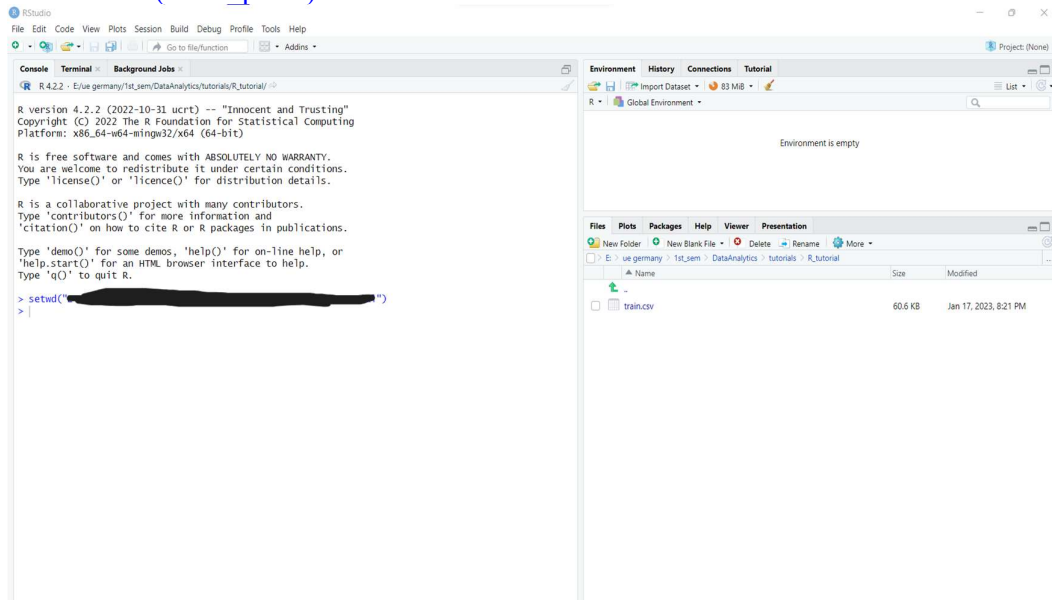 RStudio
File Edit Code View Plots Session Build Debug Profile Tools Help
Go to file/function Addins
Project: (None)
Console Terminal Background Jobs
R 4.2.2 · E:/ue germany/1st_sem/DataAnalytics/tutorials/R_tutorial/
R version 4.2.2 (2022-10-31 ucrt) -- "Innocent and Trusting"
Copyright (C) 2022 The R Foundation for Statistical Computing
Platform: x86_64-w64-mingw32/x64 (64-bit)
R is free software and comes with ABSOLUTELY NO WARRANTY.
You are welcome to redistribute it under certain conditions.
Type 'license()' or 'licence()' for distribution details.
R is a collaborative project with many contributors.
Type 'contributors()' for more information and
'citation()' on how to cite R or R packages in publications.
Type 'demo()' for some demos, 'help()' for on-line help, or
'help.start()' for an HTML browser interface to help.
Type 'q()' to quit R.
> setwd(" ")
>
Environment History Connections Tutorial
Import Dataset 83 MiB List
R Global Environment
Environment is empty
Files Plots Packages Help Viewer Presentation
New Folder New Blank File Delete Rename More
E: > ue germany > 1st_sem > DataAnalytics > tutorials > R_tutorial
Name Size Modified
..
train.csv 60.6 KB Jan 17, 2023, 8:21 PM